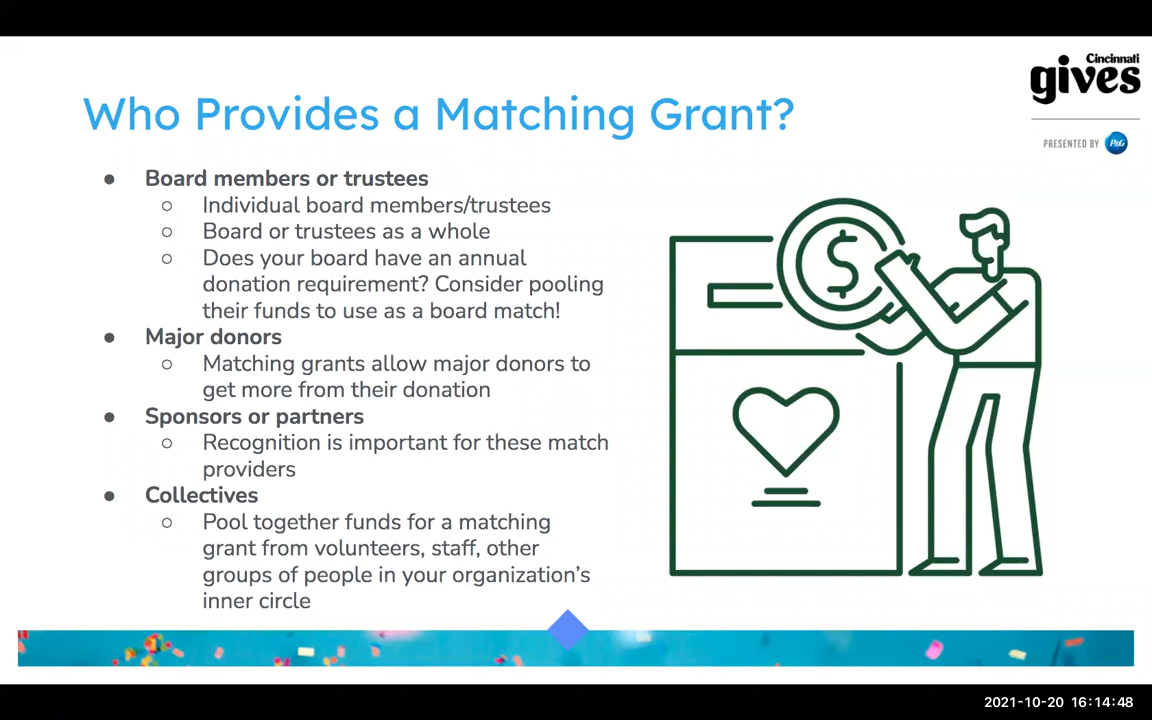 Cincinnati
gives
PRESENTED BY P&G
Who Provides a Matching Grant?
● Board members or trustees
○ Individual board members/trustees
○ Board or trustees as a whole
○ Does your board have an annual
donation requirement? Consider pooling
their funds to use as a board match!
● Major donors
○ Matching grants allow major donors to
get more from their donation
● Sponsors or partners
○ Recognition is important for these match
providers
● Collectives
○ Pool together funds for a matching
grant from volunteers, staff, other
groups of people in your organization's
inner circle
$
2021-10-20 16:14:48